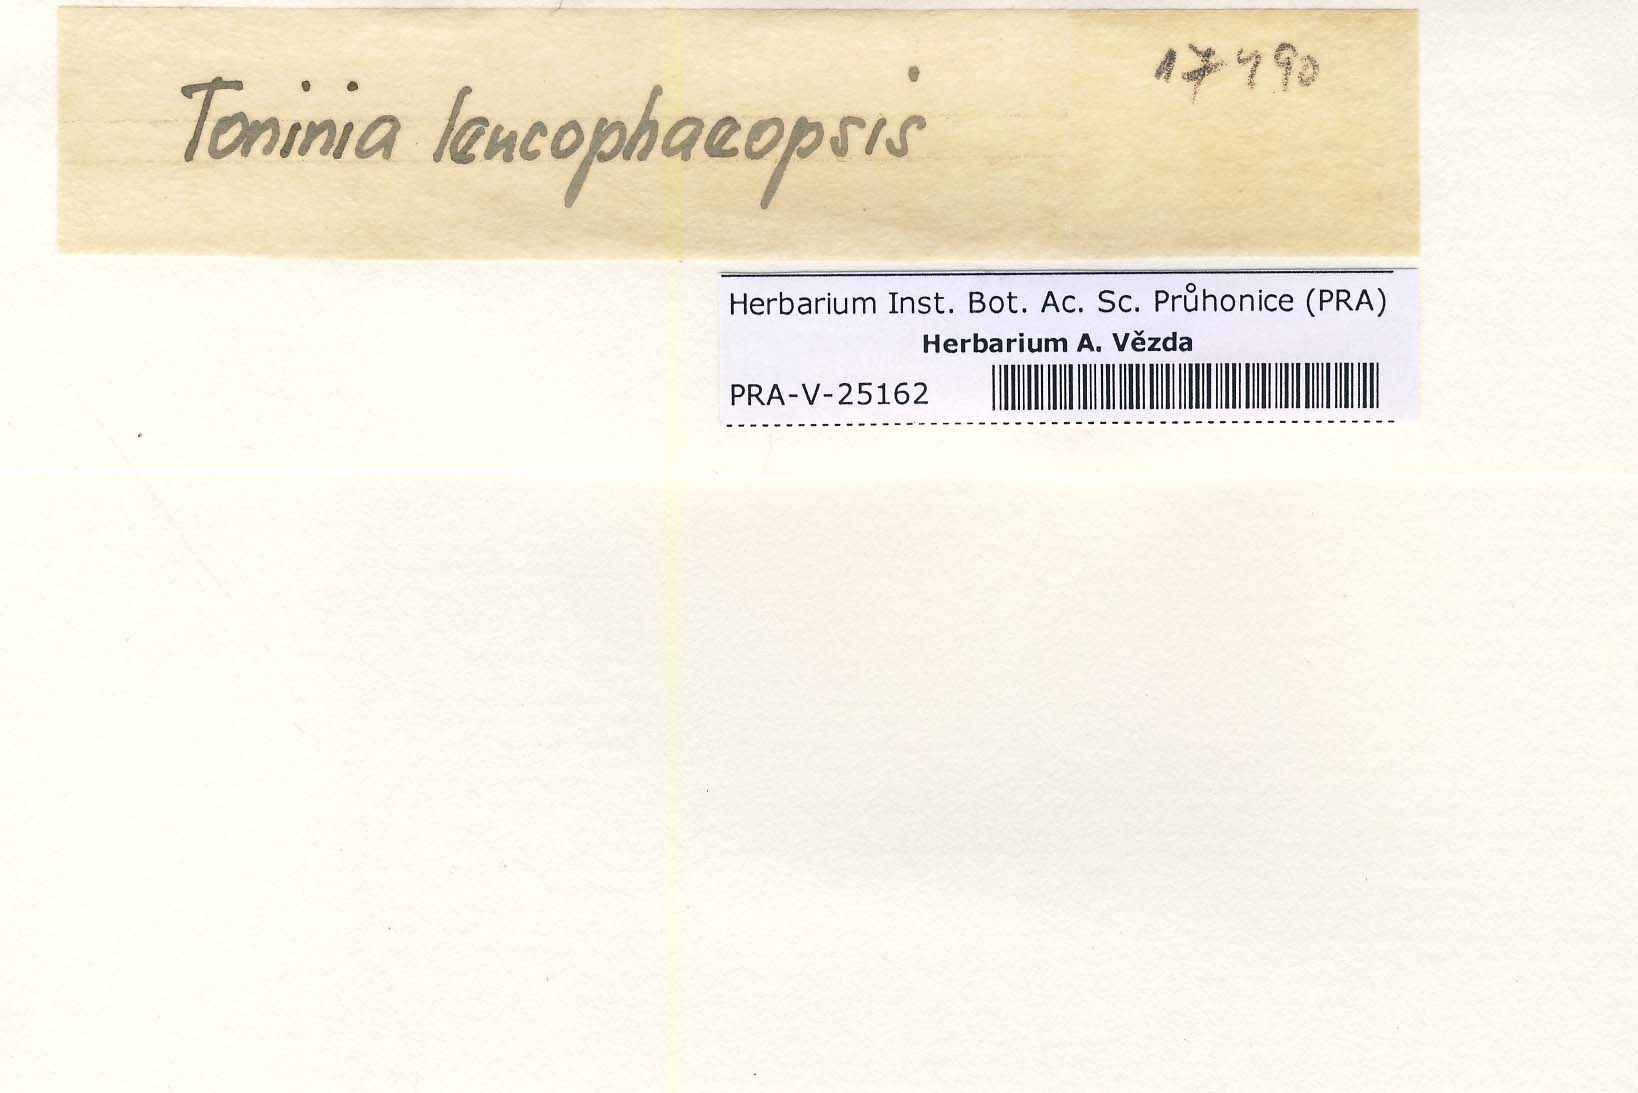 Toninia leucophaeopsis
17490
Herbarium Inst. Bot. Ac. Sc. Průhonice (PRA)
Herbarium A. Vězda
PRA-V-25162